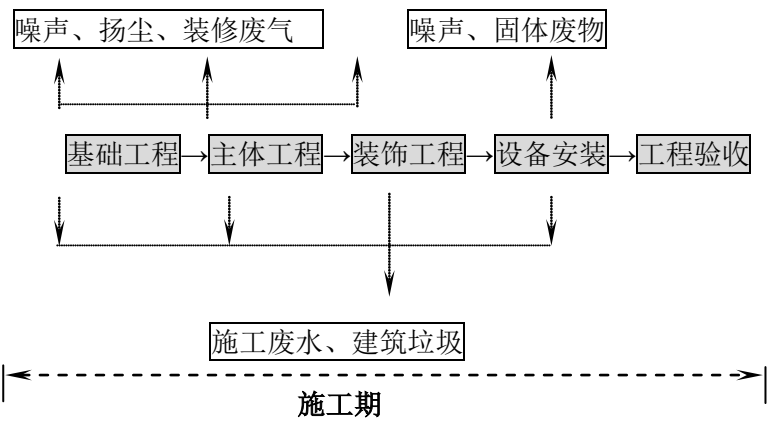 噪声、扬尘、装修废气
噪声、固体废物
基础工程→主体工程→装饰工程→设备安装→工程验收
施工废水、建筑垃圾
施工期